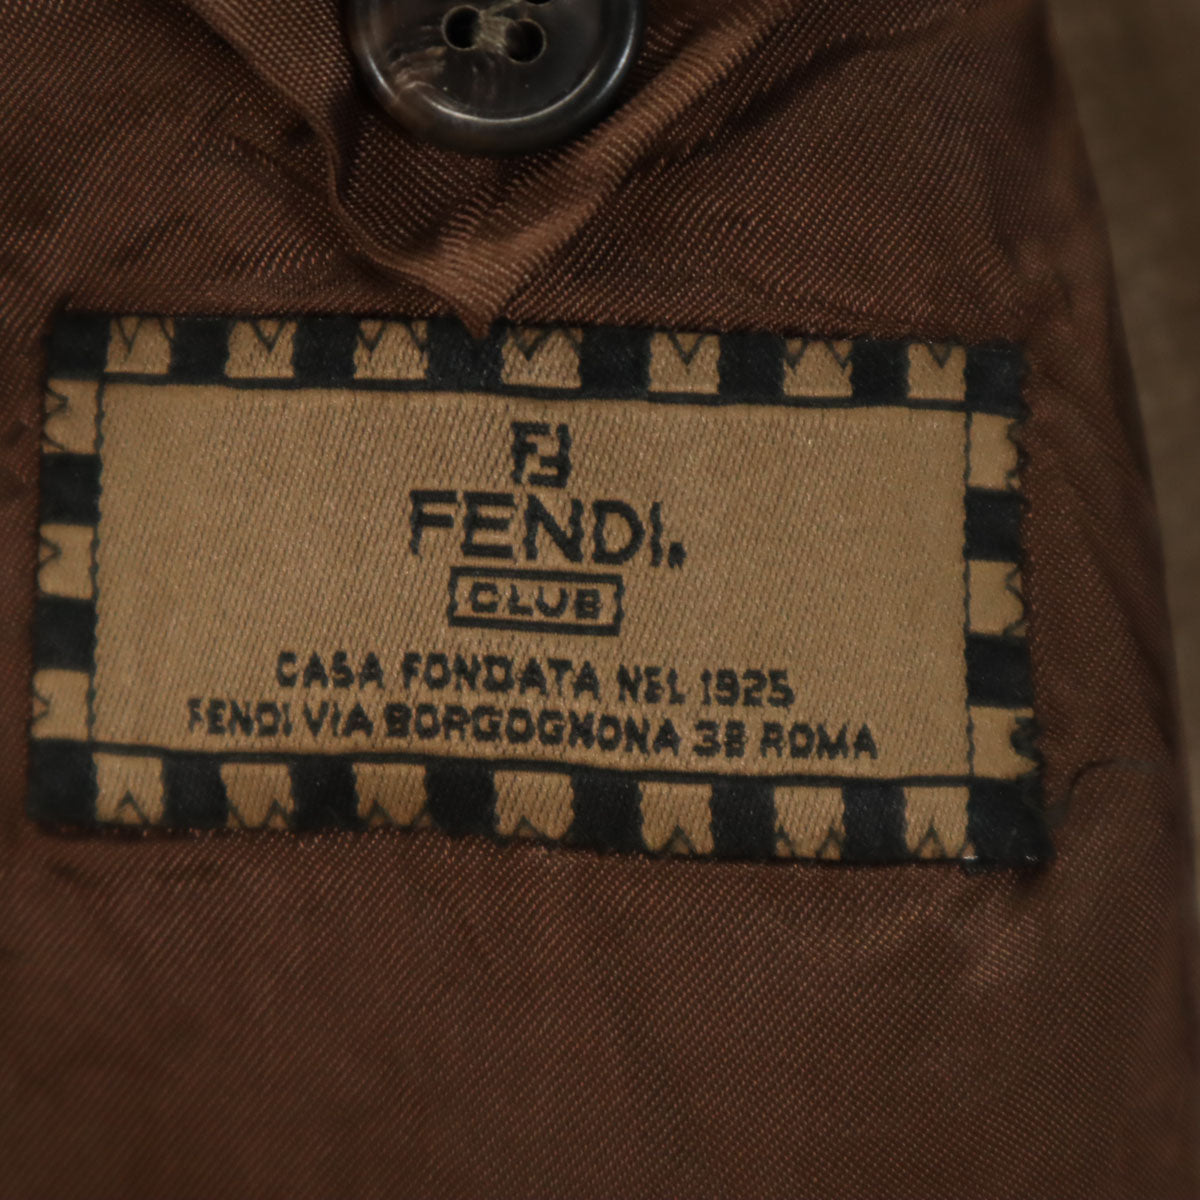 FF
FENDI.
CLUB
CASA FONDATA NEL 1925
FENDI VIA BORGOGNONA 38 ROMA